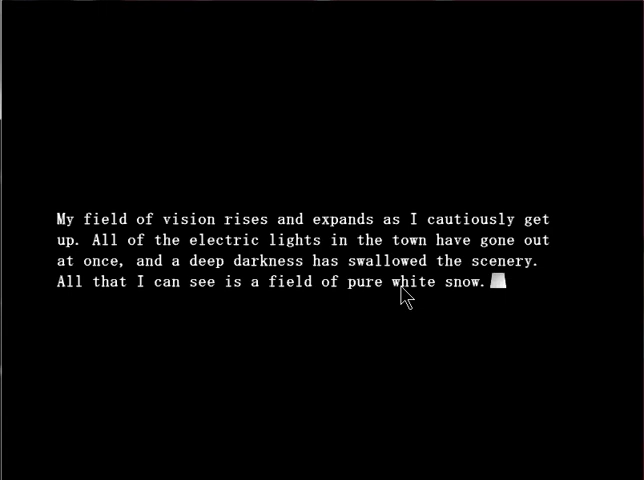 My field of vision rises and expands as I cautiously get
up. All of the electric lights in the town have gone out
at once, and a deep darkness has swallowed the scenery.
All that I can see is a field of pure white snow.